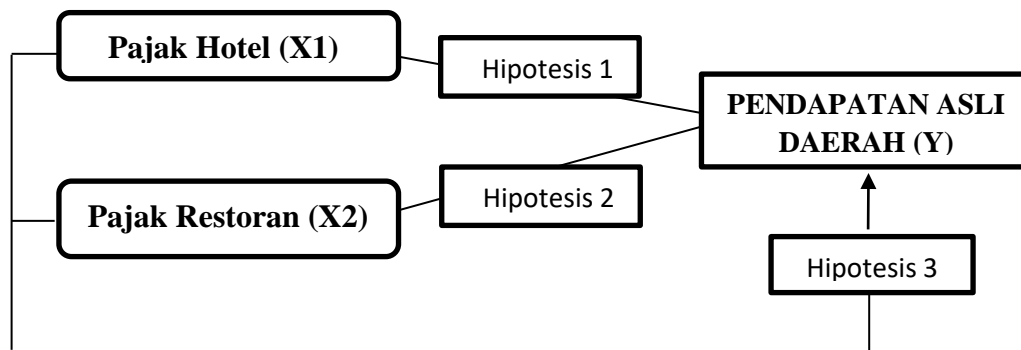 Pajak Hotel (X1)
Hipotesis 1
PENDAPATAN ASLI
DAERAH (Y)
Pajak Restoran (X2)
Hipotesis 2
Hipotesis 3